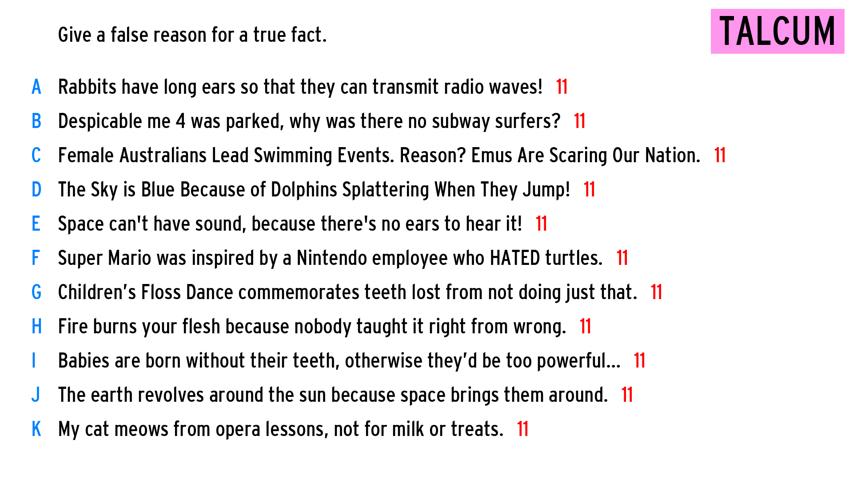 Give a false reason for a true fact.
TALCUM
A Rabbits have long ears so that they can transmit radio waves! 11
B Despicable me 4 was parked, why was there no subway surfers? 11
C Female Australians Lead Swimming Events. Reason? Emus Are Scaring Our Nation. 11
D The Sky is Blue Because of Dolphins Splattering When They Jump! 11
E Space can't have sound, because there's no ears to hear it! 11
F Super Mario was inspired by a Nintendo employee who HATED turtles. 11
G Children’s Floss Dance commemorates teeth lost from not doing just that. 11
H Fire burns your flesh because nobody taught it right from wrong. 11
I Babies are born without their teeth, otherwise they’d be too powerful... 11
J The earth revolves around the sun because space brings them around. 11
K My cat meows from opera lessons, not for milk or treats. 11